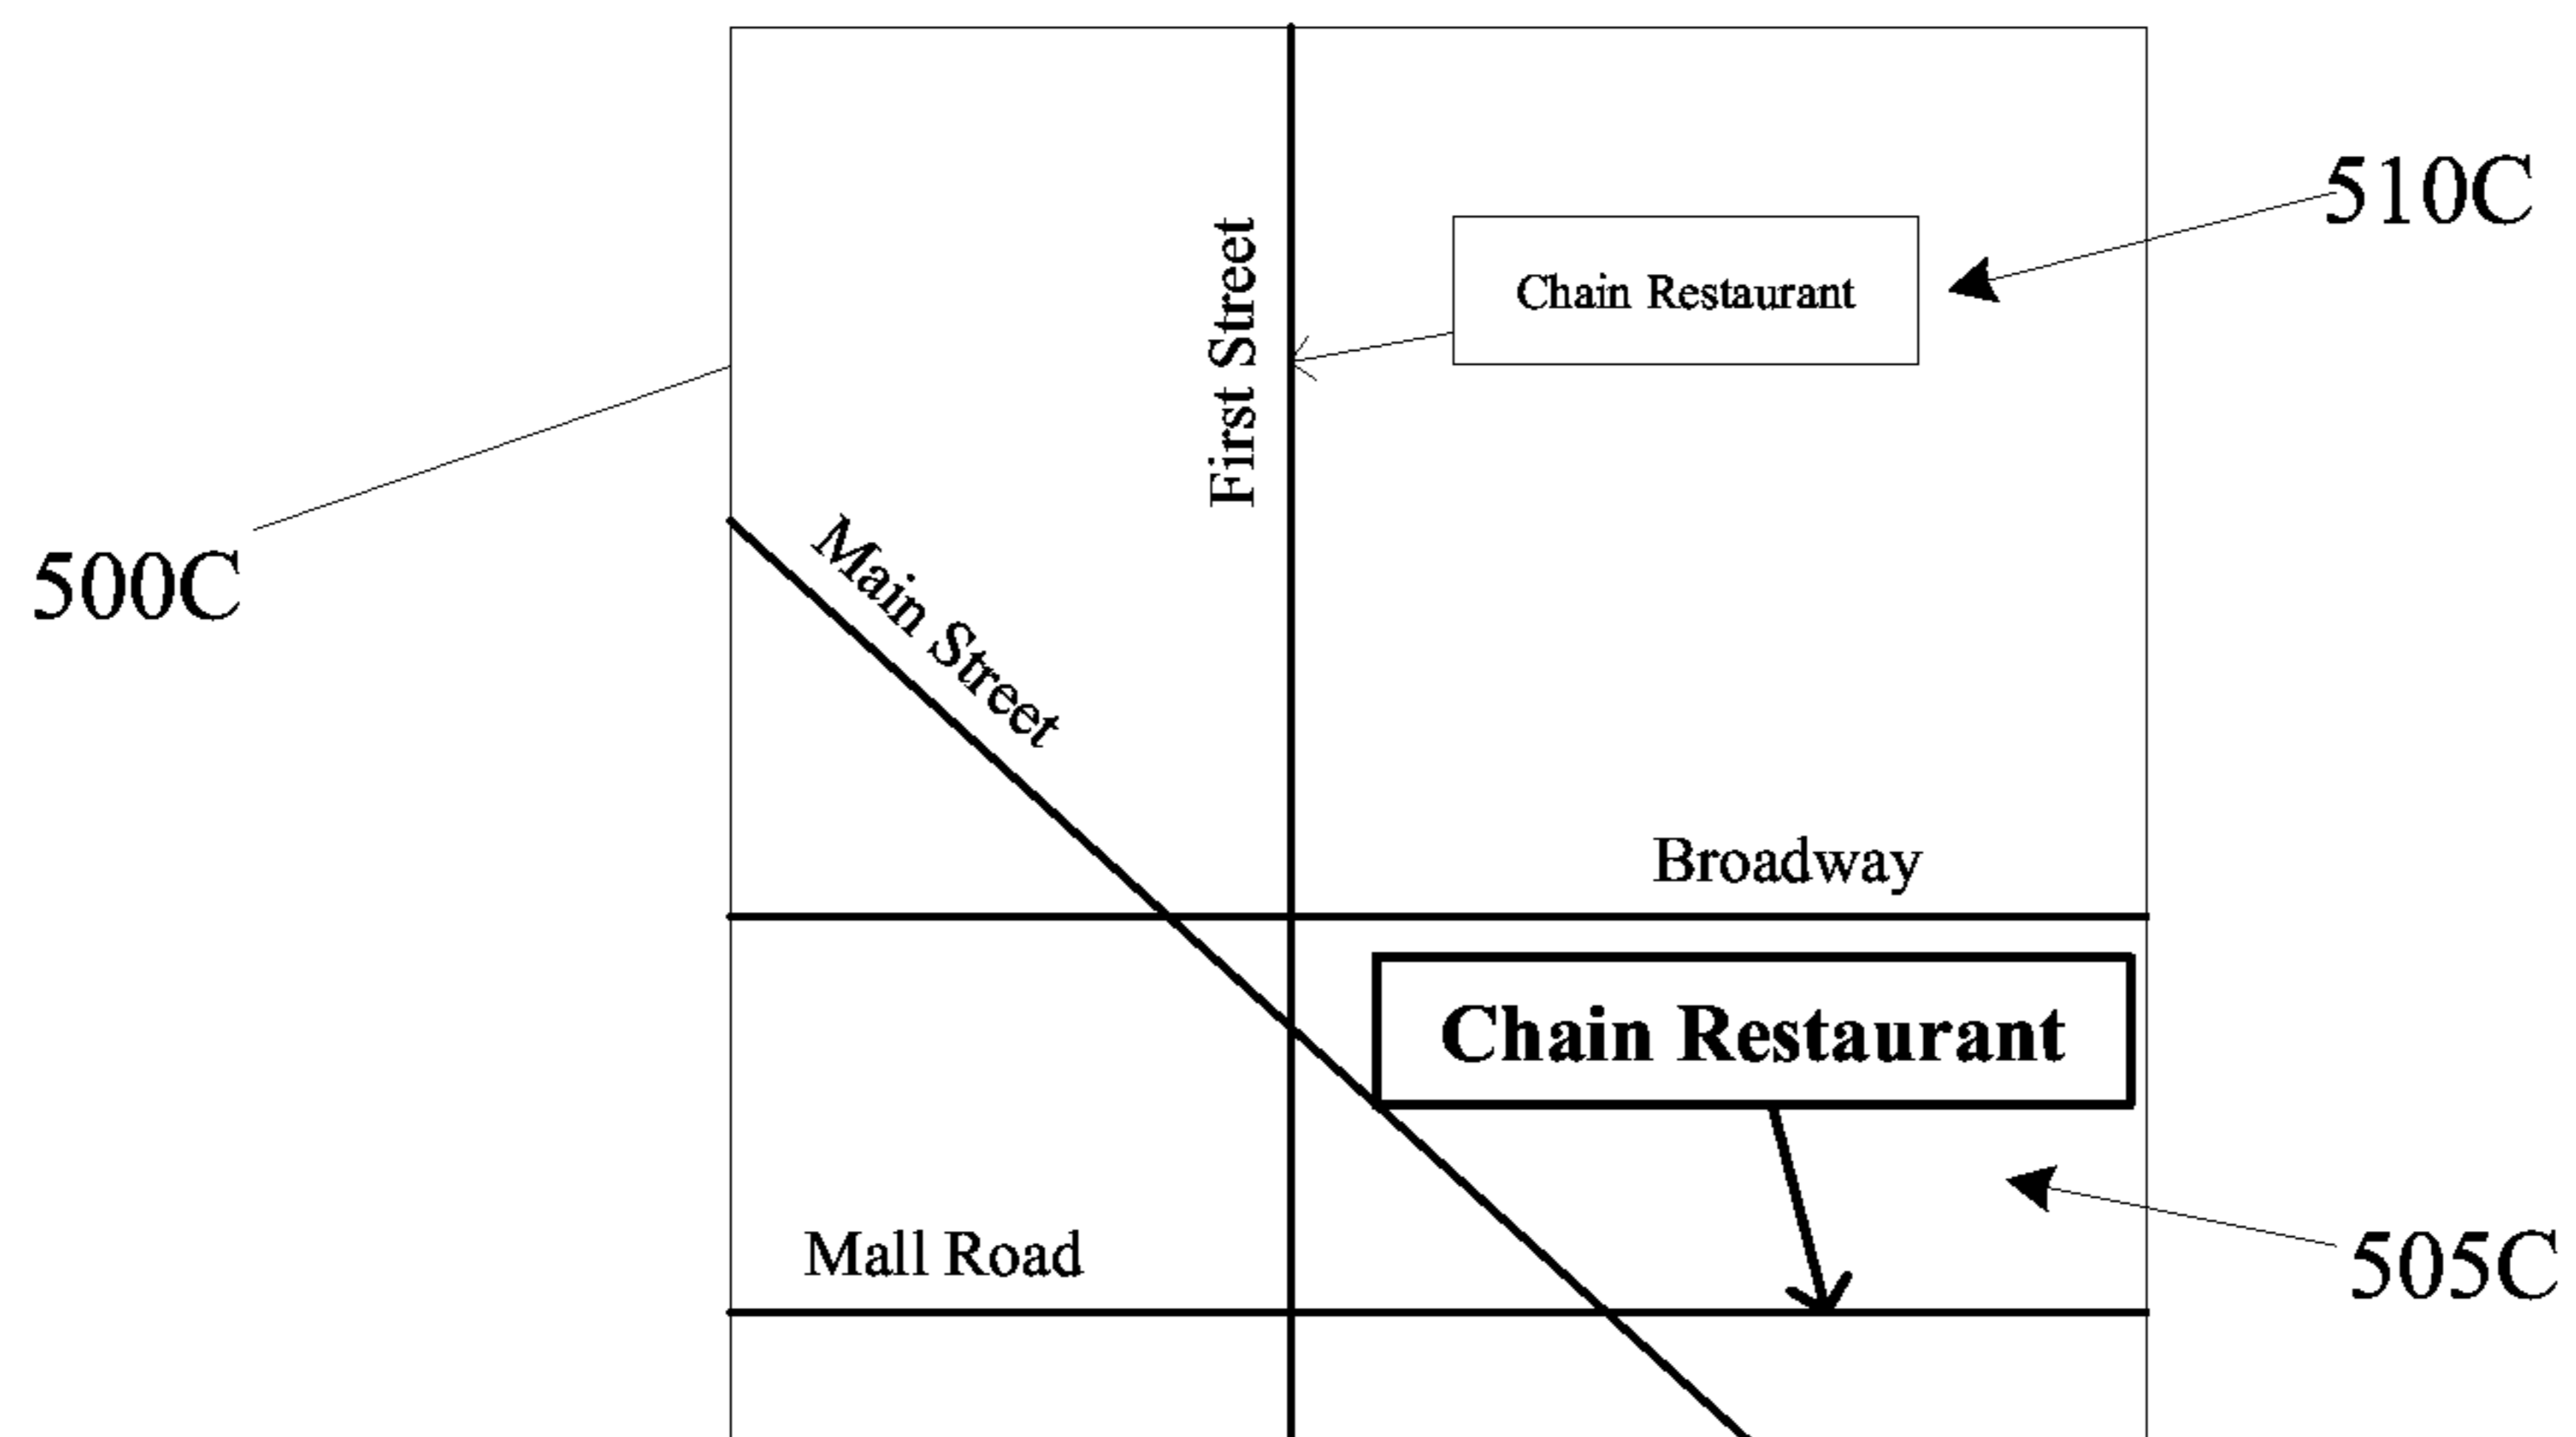 510C
Chain Restaurant
First Street
500C
Main Street
Broadway
Chain Restaurant
Mall Road
505C